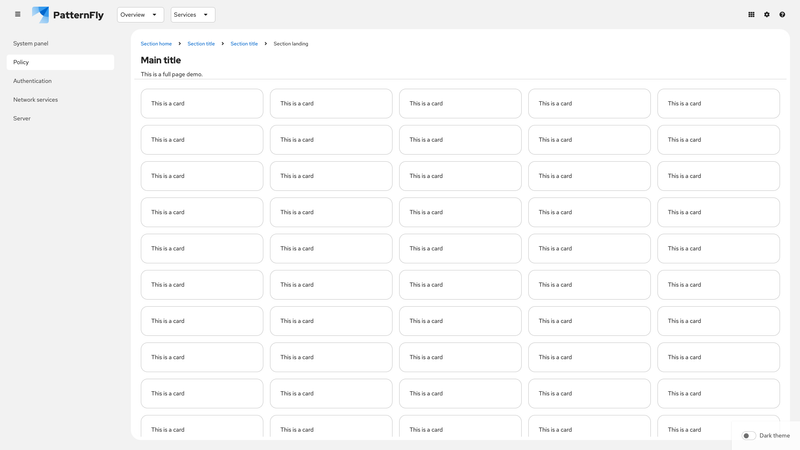 PatternFly Overview Services
System panel
Policy
Authentication
Network services
Server
Section home Section title Section title Section landing
Main title
This is a full page demo.
This is a card This is a card This is a card This is a card This is a card
This is a card This is a card This is a card This is a card This is a card
This is a card This is a card This is a card This is a card This is a card
This is a card This is a card This is a card This is a card This is a card
This is a card This is a card This is a card This is a card This is a card
This is a card This is a card This is a card This is a card This is a card
This is a card This is a card This is a card This is a card This is a card
This is a card This is a card This is a card This is a card This is a card
This is a card This is a card This is a card This is a card This is a card
This is a card This is a card This is a card This is a card This is a card
Dark theme